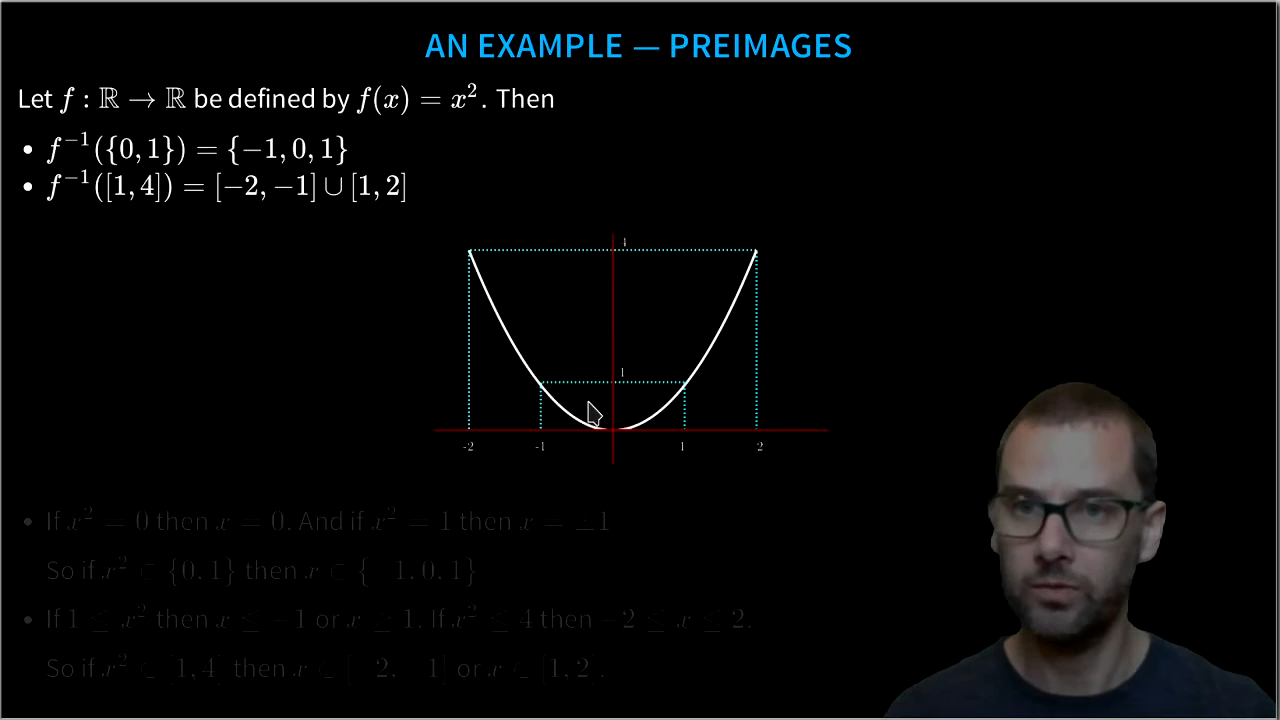 AN EXAMPLE — PREIMAGES
Let f : ℝ → ℝ be defined by f(x) = x². Then
• f⁻¹({0, 1}) = {−1, 0, 1}
• f⁻¹([1, 4]) = [−2, −1] ∪ [1, 2]
4
1
-2 -1 1 2
• If x² = 0 then x = 0. And if x² = 1 then x = ±1
So if x² ∈ {0, 1} then x ∈ {−1, 0, 1}
• If 1 ≤ x² then x ≤ −1 or x ≥ 1. If x² ≤ 4 then −2 ≤ x ≤ 2.
So if x² ∈ [1, 4] then x ∈ [−2, −1] or x ∈ [1, 2].